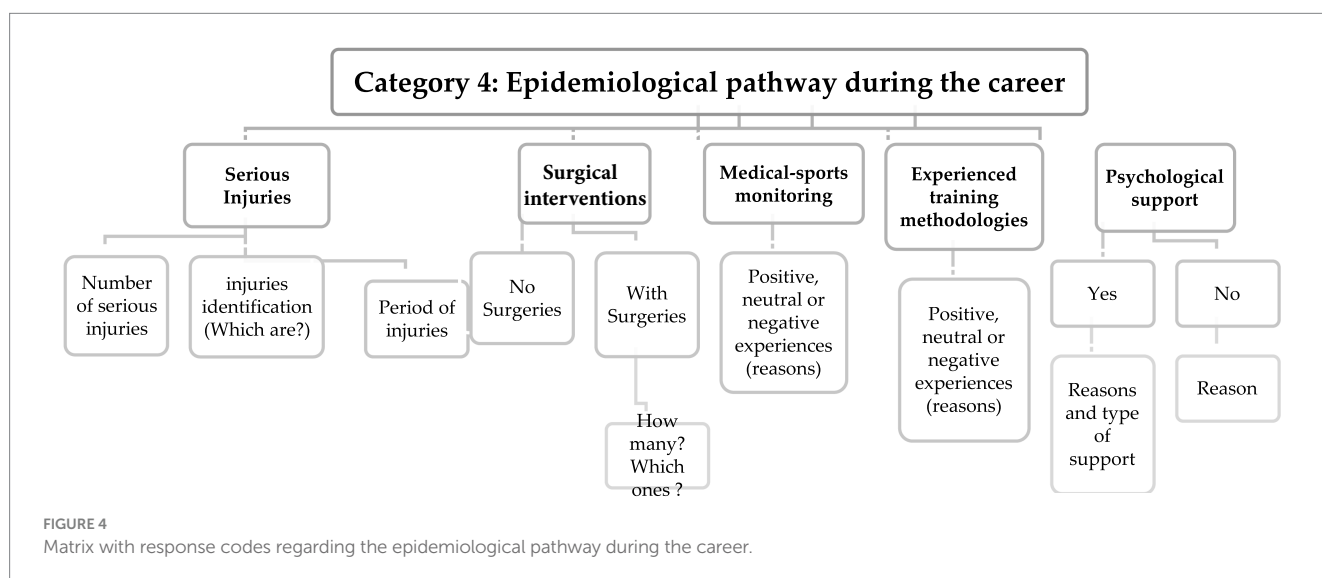 Category 4: Epidemiological pathway during the career
Serious
Injuries
Surgical
interventions
Medical-sports
monitoring
Experienced
training
methodologies
Psychological
support
Number
of serious
injuries
injuries
identification
(Which are?)
Period of
injuries
No
Surgeries
With
Surgeries
How
many?
Which
ones ?
Positive,
neutral or
negative
experiences
(reasons)
Positive,
neutral or
negative
experiences
(reasons)
Yes
No
Reasons
and type
of
support
Reason
FIGURE 4
Matrix with response codes regarding the epidemiological pathway during the career.